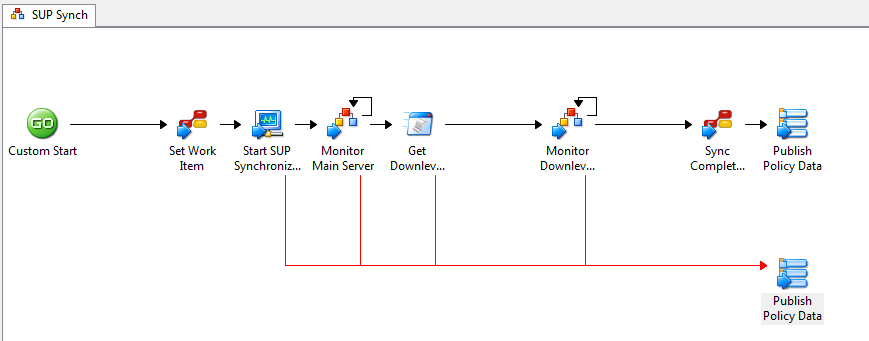 SUP Synch
GO
Custom Start
Set Work
Item
Start SUP
Synchroniz...
Monitor
Main Server
Get
Downlev...
Monitor
Downlev...
Sync
Complet...
Publish
Policy Data
Publish
Policy Data